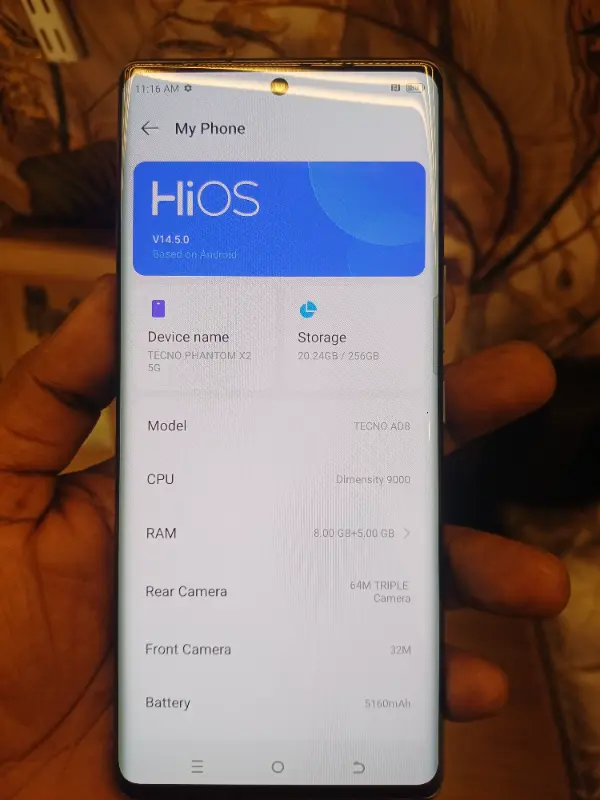 11:16 AM
My Phone
HiOS
V14.5.0
Based on Android
Device name
TECNO PHANTOM X2
5G
Storage
20.24GB / 256GB
Model
TECNO AD8
CPU
Dimensity 9000
RAM
8.00 GB+5.00 GB
Rear Camera
64M TRIPLE
Camera
Front Camera
32M
Battery
5160mAh